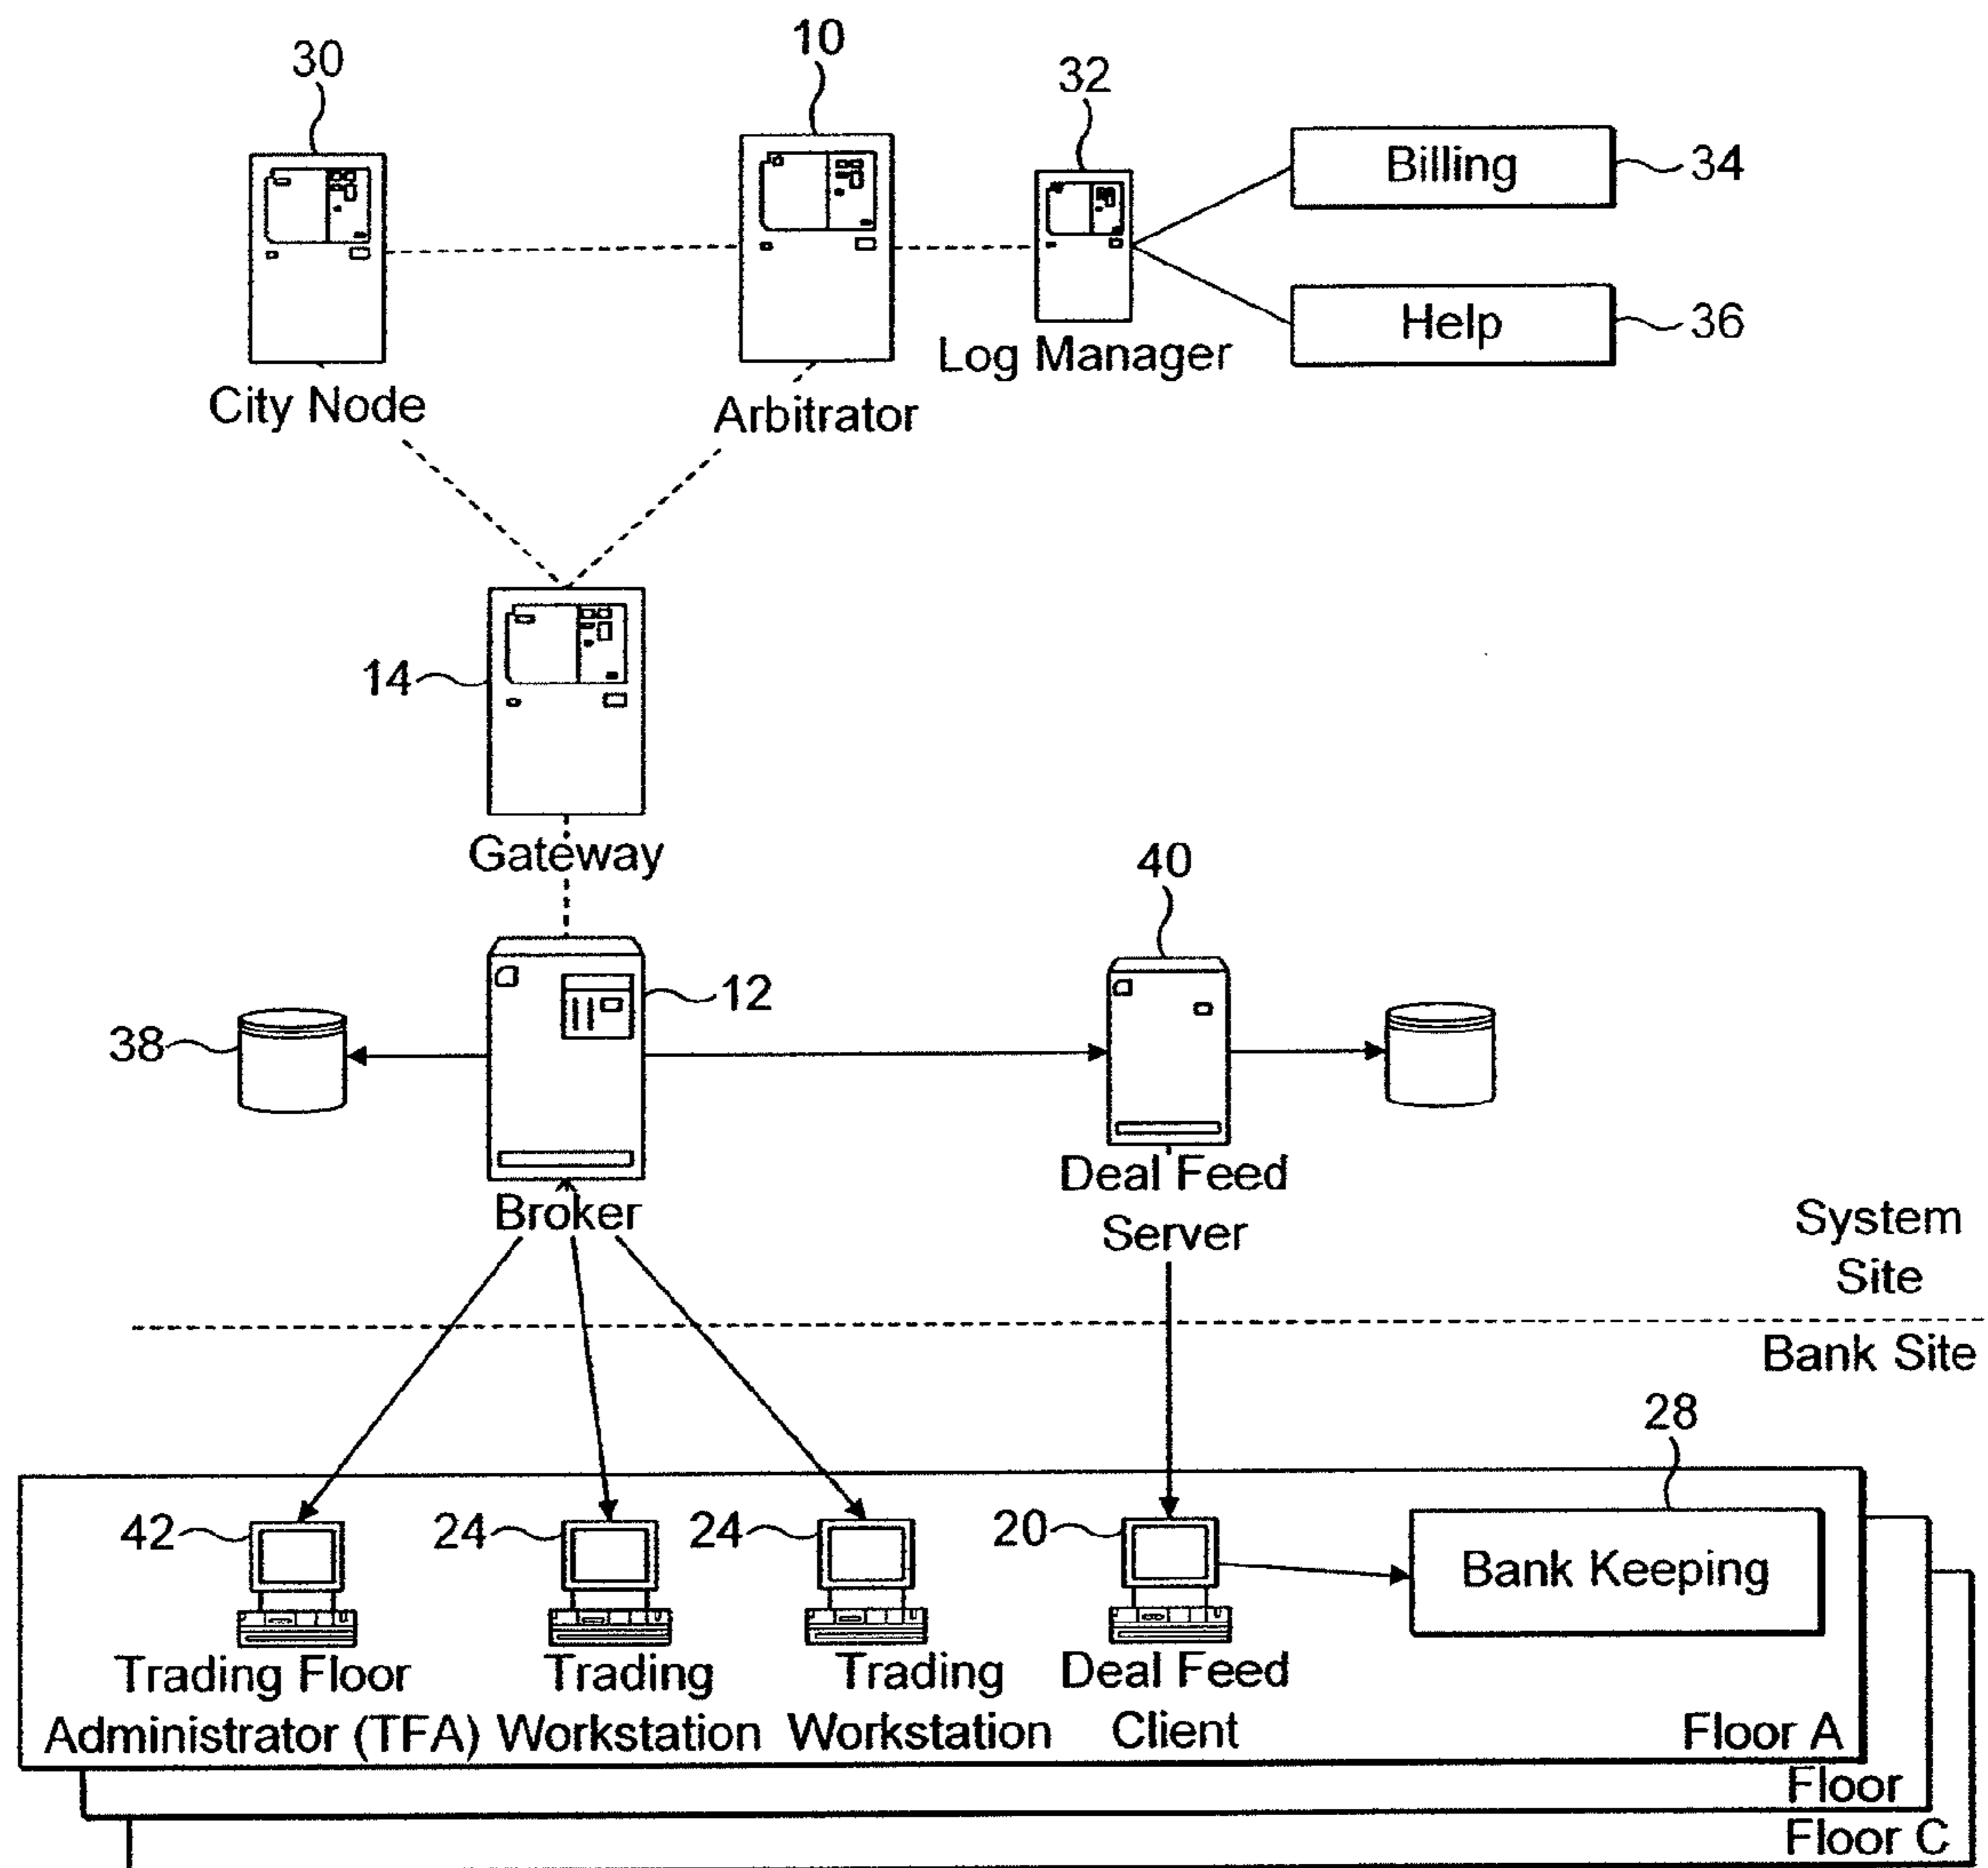 10
30
32
Billing
34
Help
36
Log Manager
City Node
Arbitrator
14
Gateway
40
12
38
Deal Feed
Server
Broker
System
Site
Bank Site
28
42
24
24
20
Bank Keeping
Trading Floor
Administrator (TFA)
Trading
Workstation
Trading
Workstation
Deal Feed
Client
Floor A
Floor
Floor C